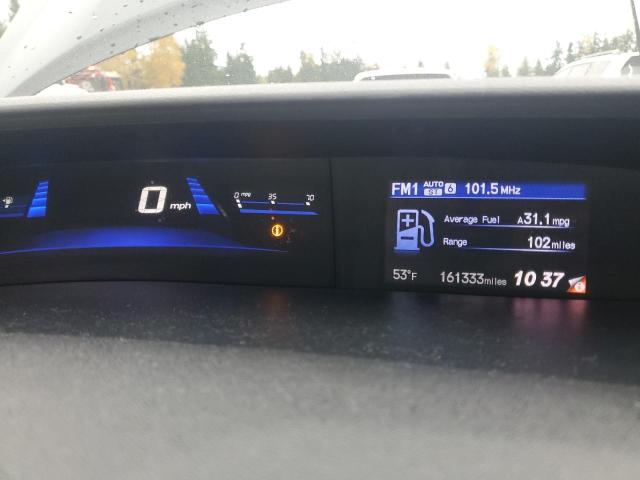 0 mph
0 mpg 35 70
FM1 AUTO ST 6 101.5 MHz
Average Fuel A 31.1 mpg
Range 102 miles
53°F 161333 miles 10 37